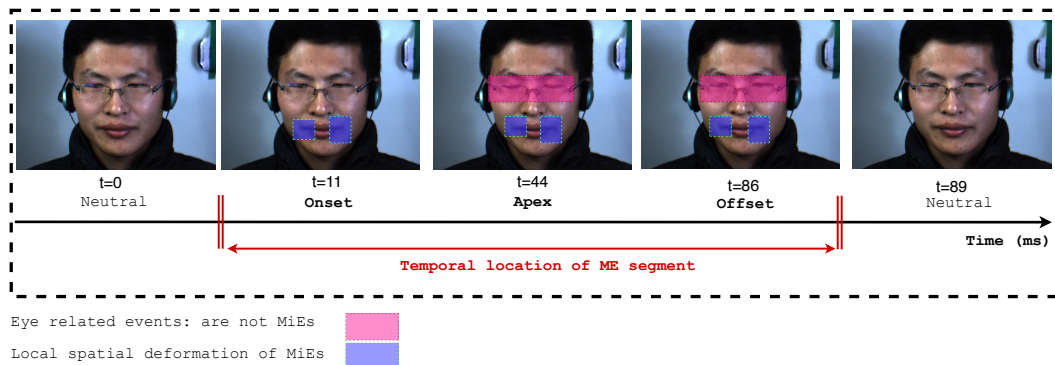 t=0
Neutral
t=11
Onset
t=44
Apex
t=86
Offset
t=89
Neutral
Time (ms)
Temporal location of ME segment
Eye related events: are not MiEs
Local spatial deformation of MiEs